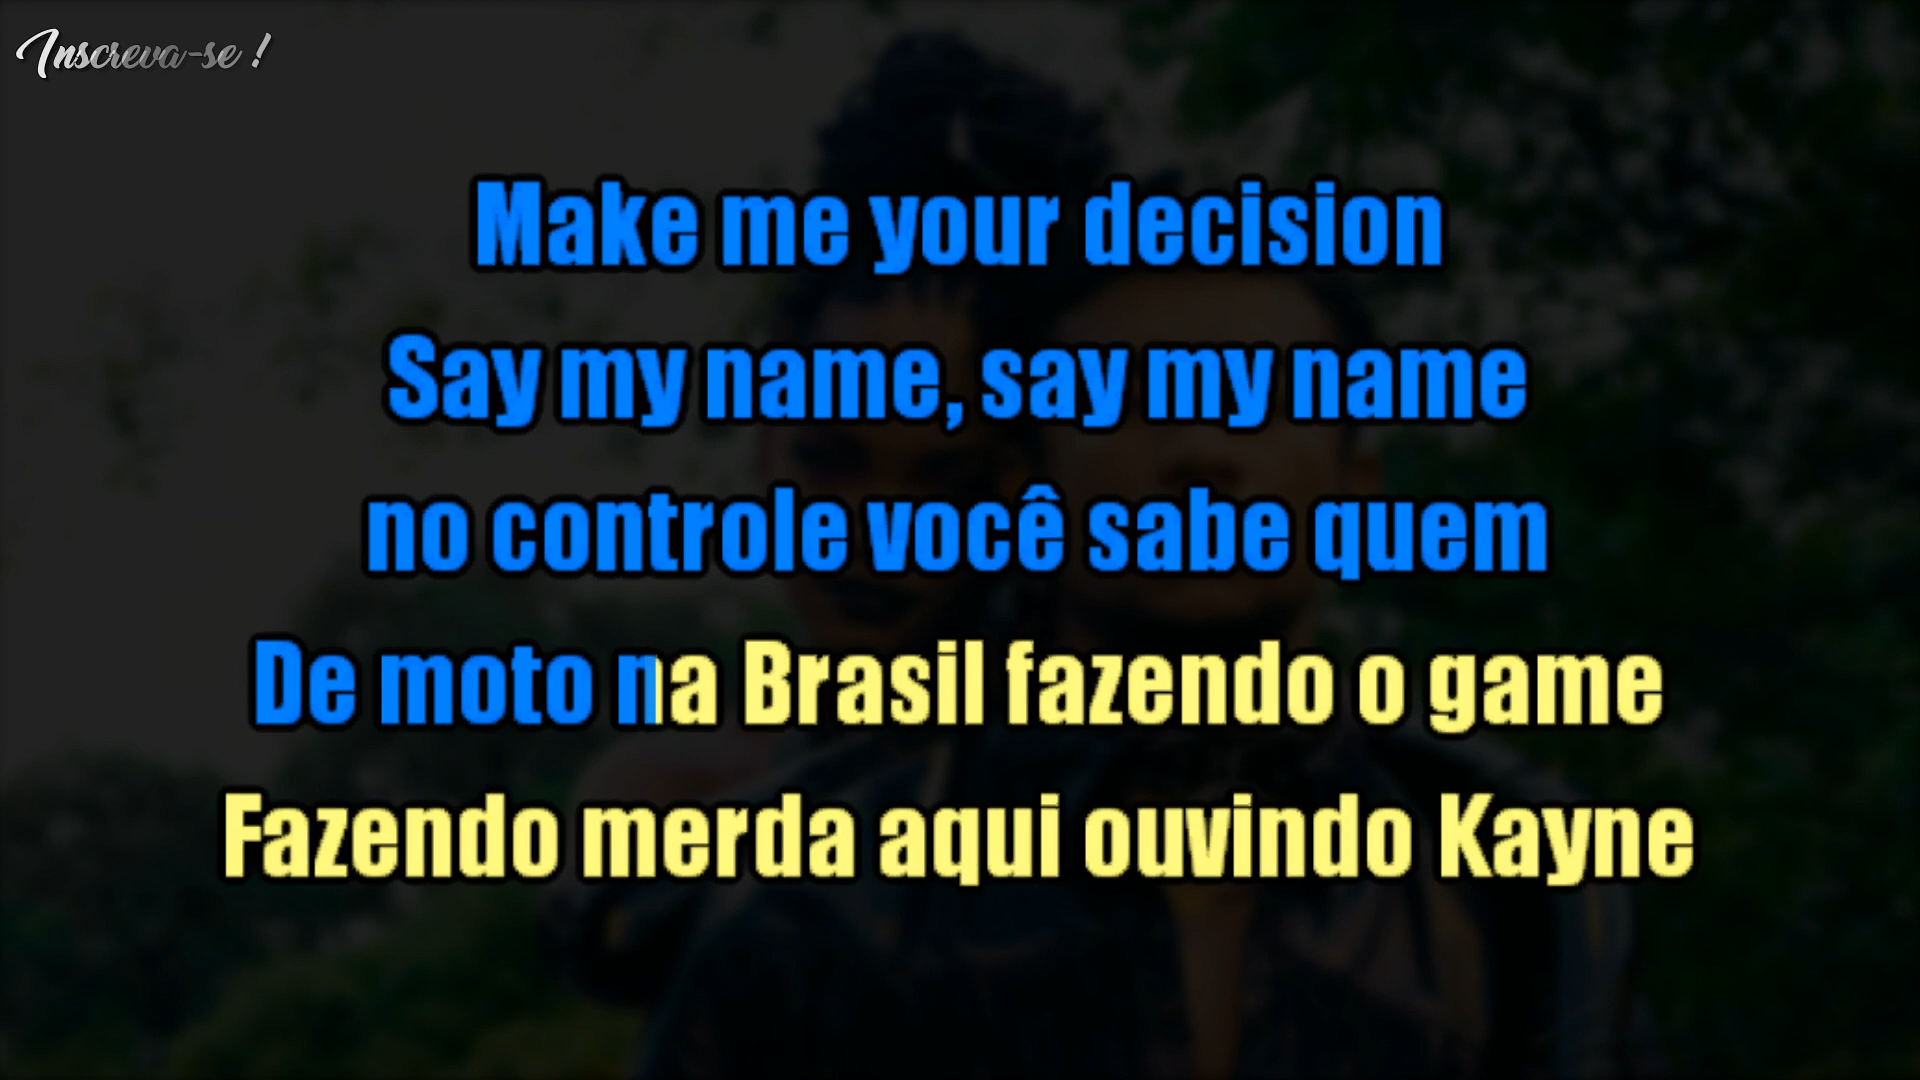 Inscreva-se !
Make me your decision
Say my name, say my name
no controle você sabe quem
De moto na Brasil fazendo o game
Fazendo merda aqui ouvindo Kayne